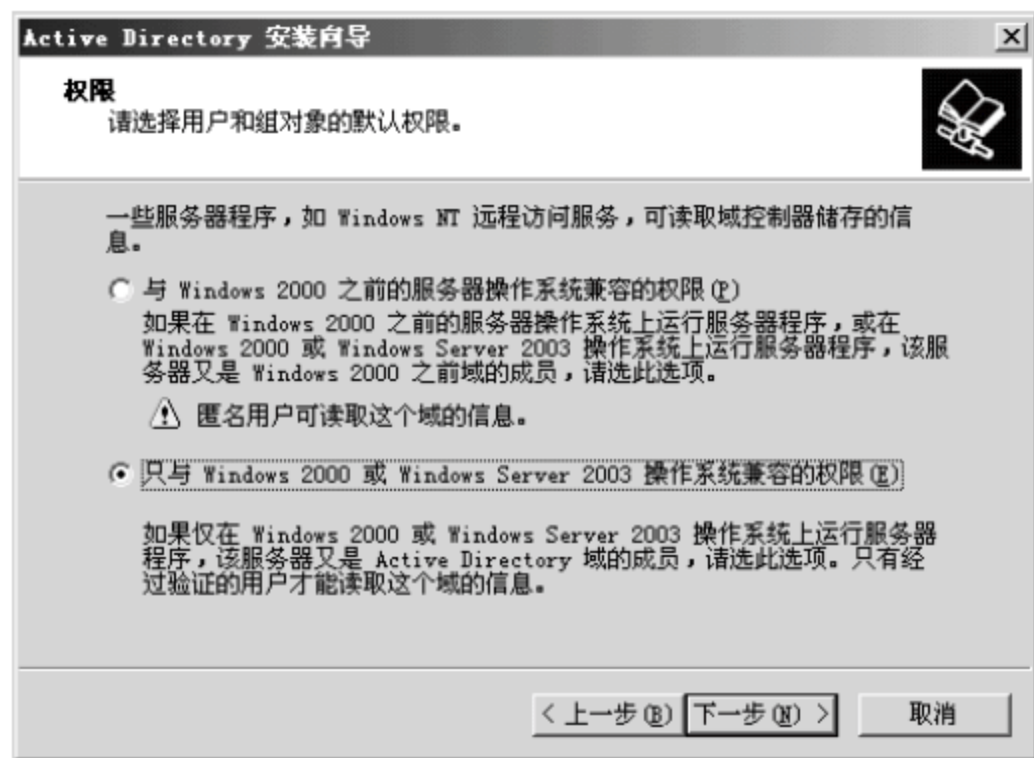 Active Directory 安装向导
权限
请选择用户和组对象的默认权限。
一些服务器程序，如 Windows NT 远程访问服务，可读取域控制器储存的信
息。
与 Windows 2000 之前的服务器操作系统兼容的权限(P)
如果在 Windows 2000 之前的服务器操作系统上运行服务器程序，或在
Windows 2000 或 Windows Server 2003 操作系统上运行服务器程序，该服
务器又是 Windows 2000 之前域的成员，请选此选项。
匿名用户可读取这个域的信息。
只与 Windows 2000 或 Windows Server 2003 操作系统兼容的权限(E)
如果仅在 Windows 2000 或 Windows Server 2003 操作系统上运行服务器
程序，该服务器又是 Active Directory 域的成员，请选此选项。只有经
过验证的用户才能读取这个域的信息。
< 上一步(B) 下一步(N) > 取消